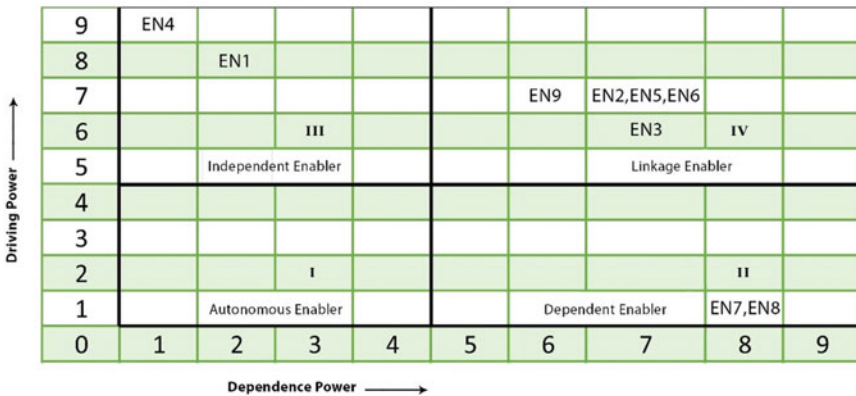 9 EN4
8 EN1
7 EN9 EN2,EN5,EN6
6 III EN3 IV
5 Independent Enabler Linkage Enabler
4
3
2 I II
1 Autonomous Enabler Dependent Enabler EN7,EN8
0 1 2 3 4 5 6 7 8 9
Driving Power
Dependence Power